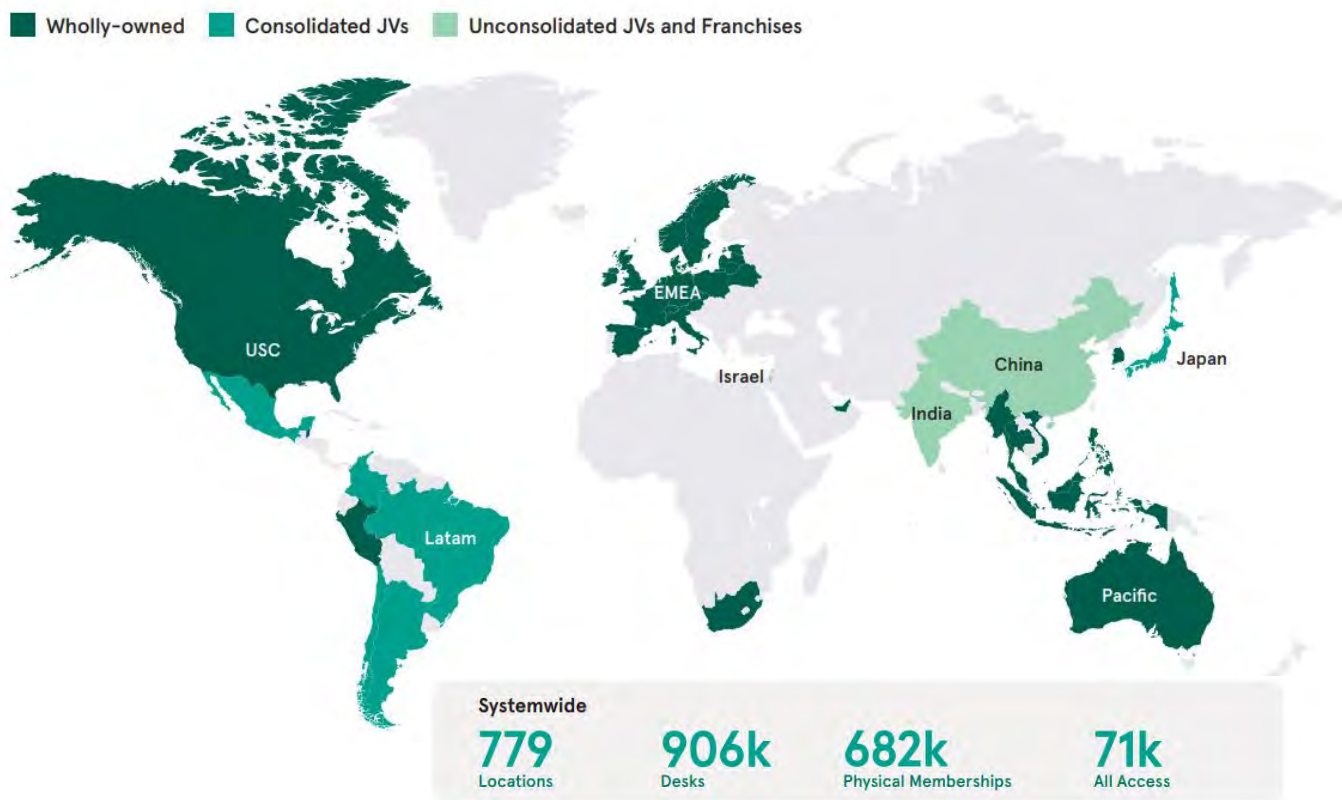 Wholly-owned Consolidated JVs Unconsolidated JVs and Franchises
EMEA
USC
Israel
China
Japan
India
Latam
Pacific
Systemwide
779 906k 682k 71k
Locations Desks Physical Memberships All Access